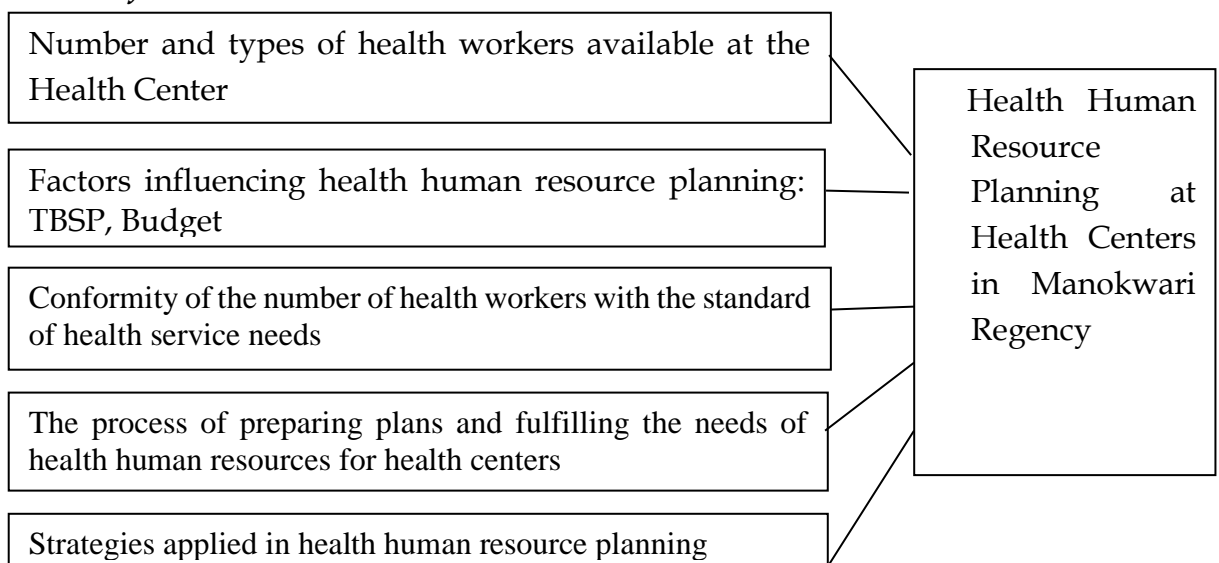 Number and types of health workers available at the
Health Center
Factors influencing health human resource planning:
TBSP, Budget
Conformity of the number of health workers with the standard
of health service needs
The process of preparing plans and fulfilling the needs of
health human resources for health centers
Strategies applied in health human resource planning
Health Human
Resource
Planning at
Health Centers
in Manokwari
Regency